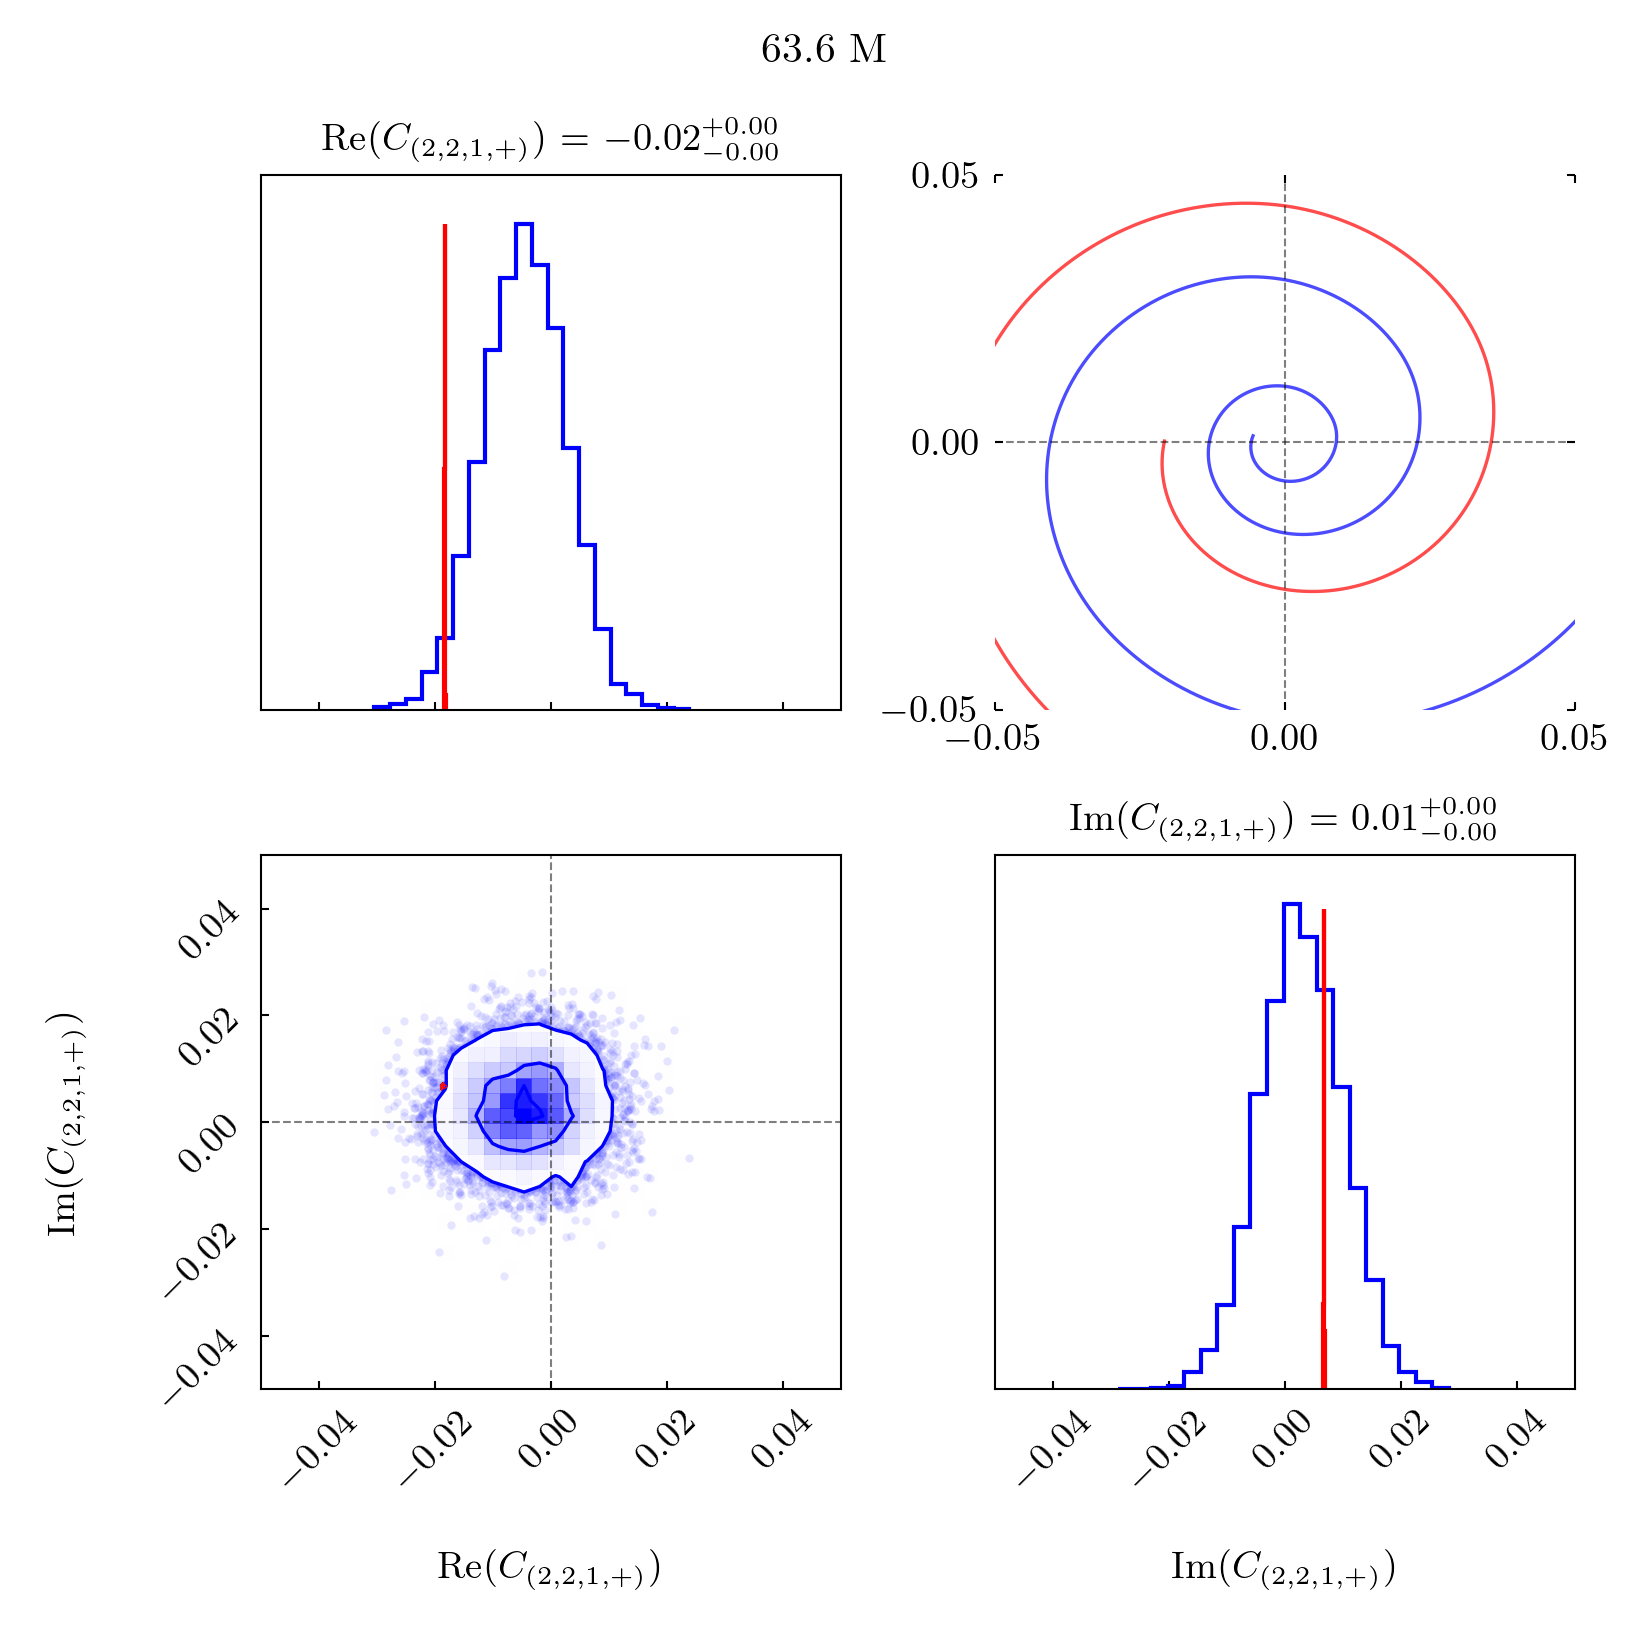 63.6 M
Re(C₍₂,₂,₁,₊₎) = −0.02⁺⁰·⁰⁰₋₀.₀₀
0.05
0.00
−0.05
−0.05 0.00 0.05
Im(C₍₂,₂,₁,₊₎) = 0.01⁺⁰·⁰⁰₋₀.₀₀
Im(C₍₂,₂,₁,₊₎)
0.04
0.02
0.00
−0.02
−0.04
−0.04 −0.02 0.00 0.02 0.04
−0.04 −0.02 0.00 0.02 0.04
Re(C₍₂,₂,₁,₊₎)
Im(C₍₂,₂,₁,₊₎)